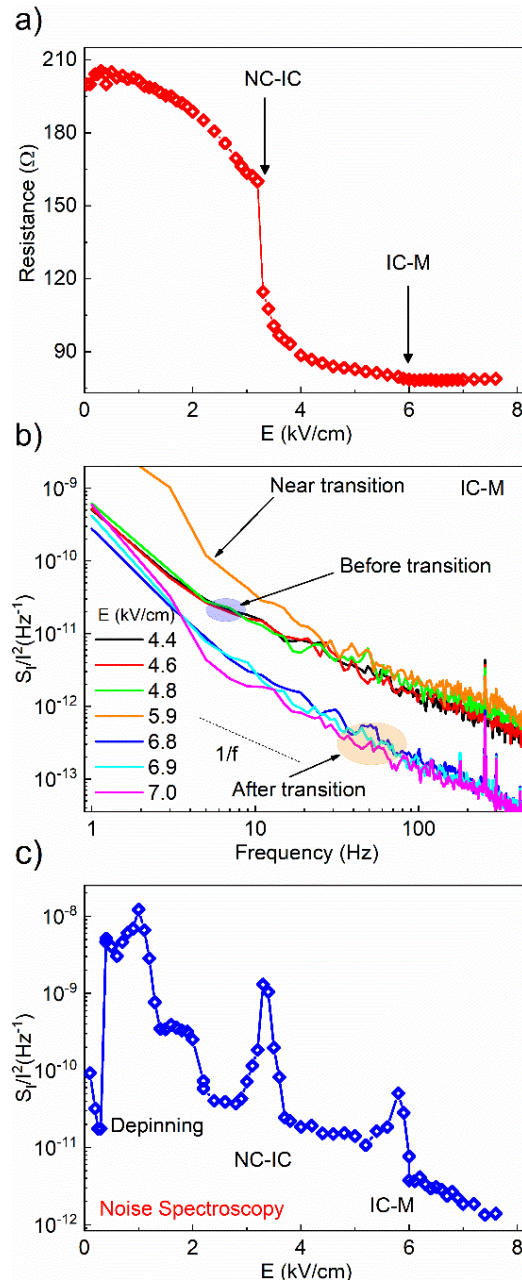 a)
210
180
150
120
90
Resistance (Ω)
NC-IC
IC-M
0
2
4
6
8
E (kV/cm)
b)
10⁻⁹
10⁻¹⁰
10⁻¹¹
10⁻¹²
10⁻¹³
S_I/I²(Hz⁻¹)
IC-M
Near transition
Before transition
E (kV/cm)
4.4
4.6
4.8
5.9
6.8
6.9
7.0
1/f
After transition
1
10
100
Frequency (Hz)
c)
10⁻⁸
10⁻⁹
10⁻¹⁰
10⁻¹¹
10⁻¹²
S_I/I²(Hz⁻¹)
Depinning
NC-IC
IC-M
Noise Spectroscopy
0
2
4
6
8
E (kV/cm)